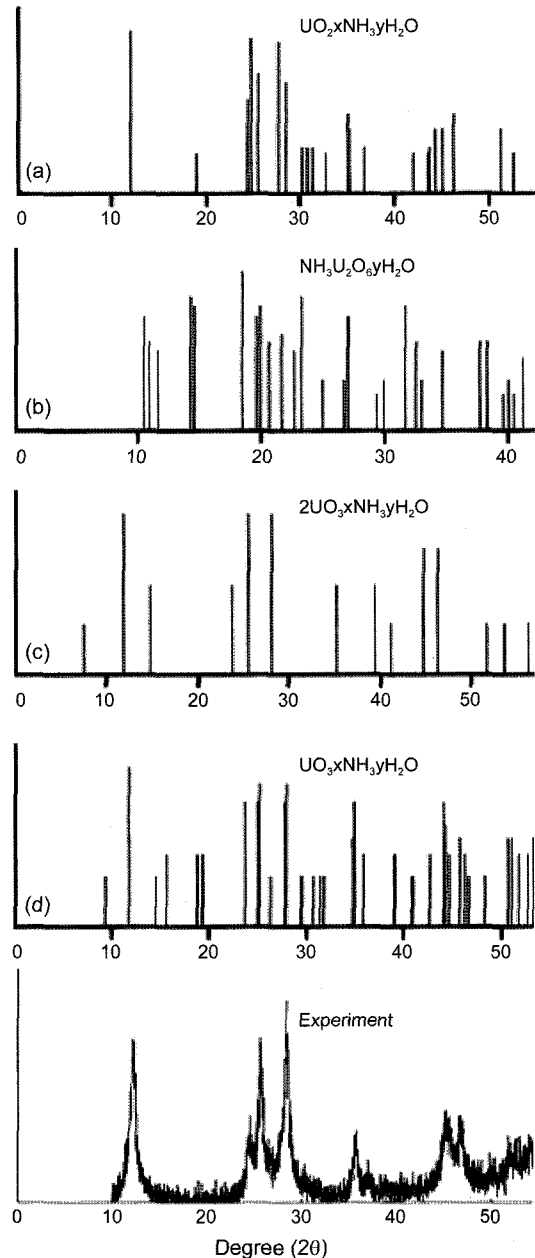 UO₂xNH₃yH₂O
(a)
0 10 20 30 40 50
NH₃U₂O₆yH₂O
(b)
0 10 20 30 40
2UO₃xNH₃yH₂O
(c)
0 10 20 30 40 50
UO₃xNH₃yH₂O
(d)
0 10 20 30 40 50
Experiment
0 10 20 30 40 50
Degree (2θ)